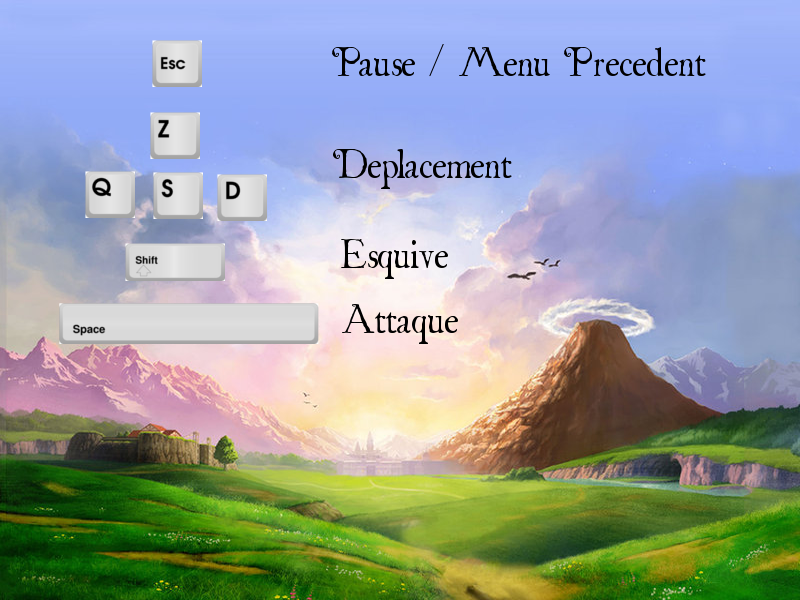 Esc Pause / Menu Precedent
Z
Deplacement
Q S D
Shift Esquive
Space Attaque